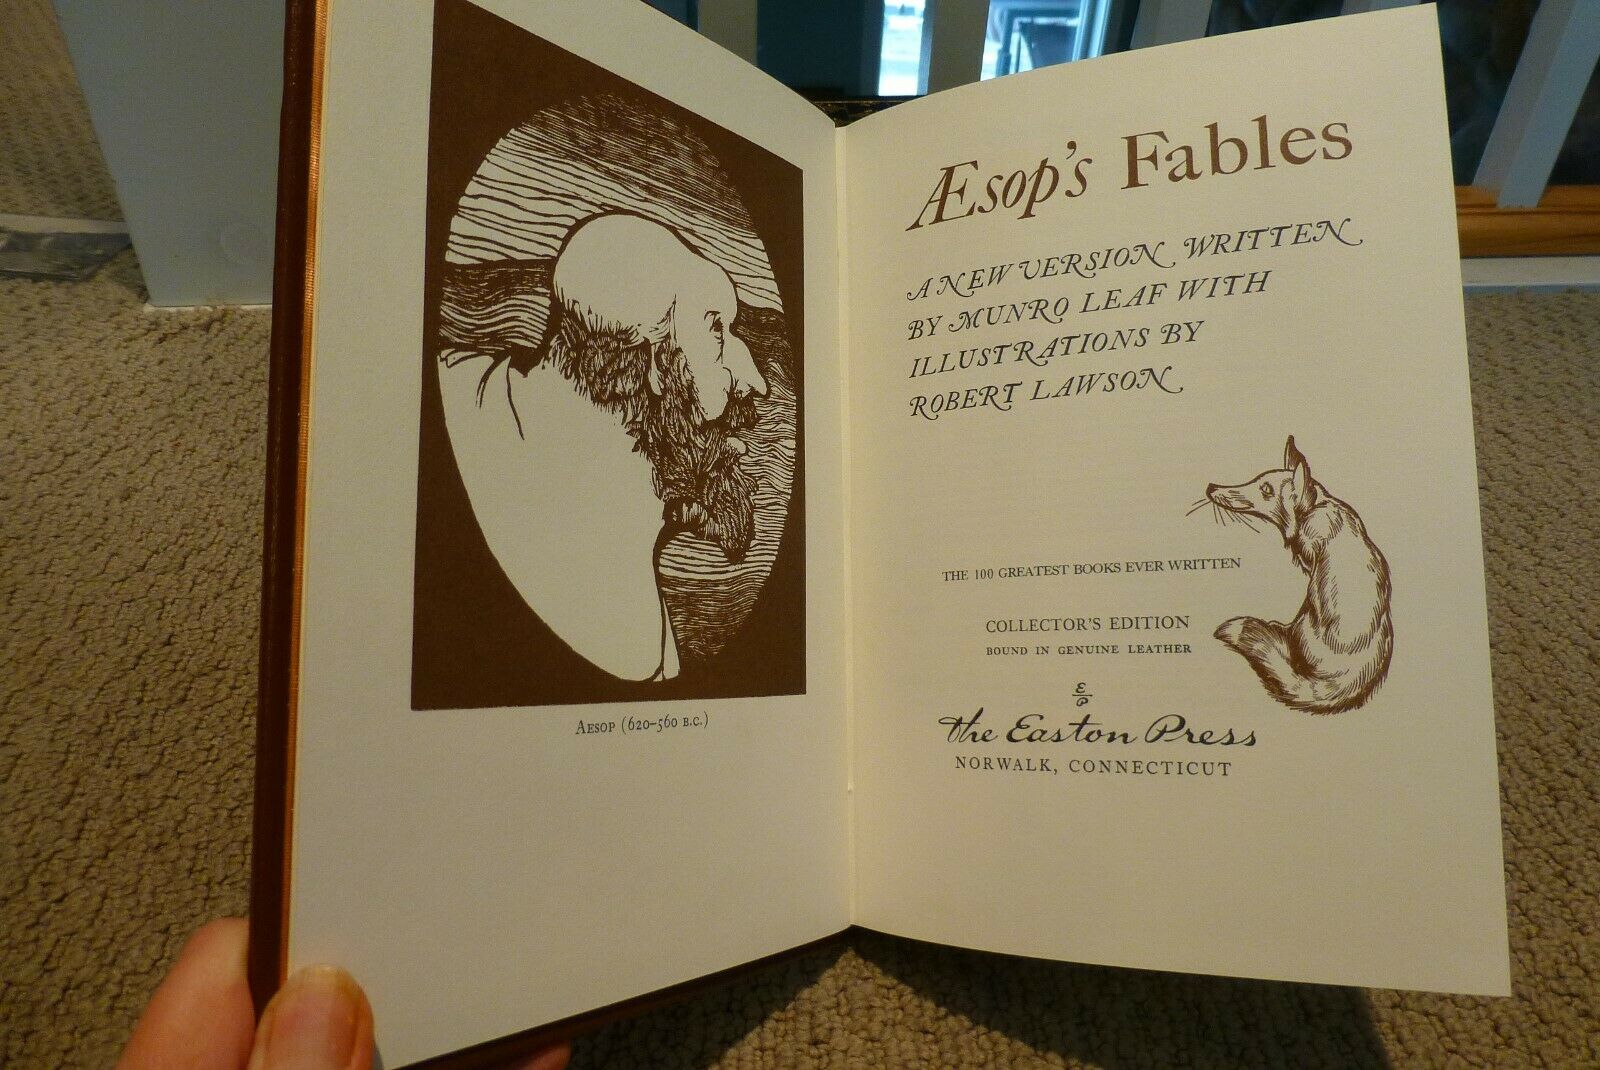 AESOP (620–560 B.C.)
Æsop's Fables
A NEW VERSION WRITTEN
BY MUNRO LEAF WITH
ILLUSTRATIONS BY
ROBERT LAWSON
THE 100 GREATEST BOOKS EVER WRITTEN
COLLECTOR'S EDITION
BOUND IN GENUINE LEATHER
E
P
The Easton Press
NORWALK, CONNECTICUT